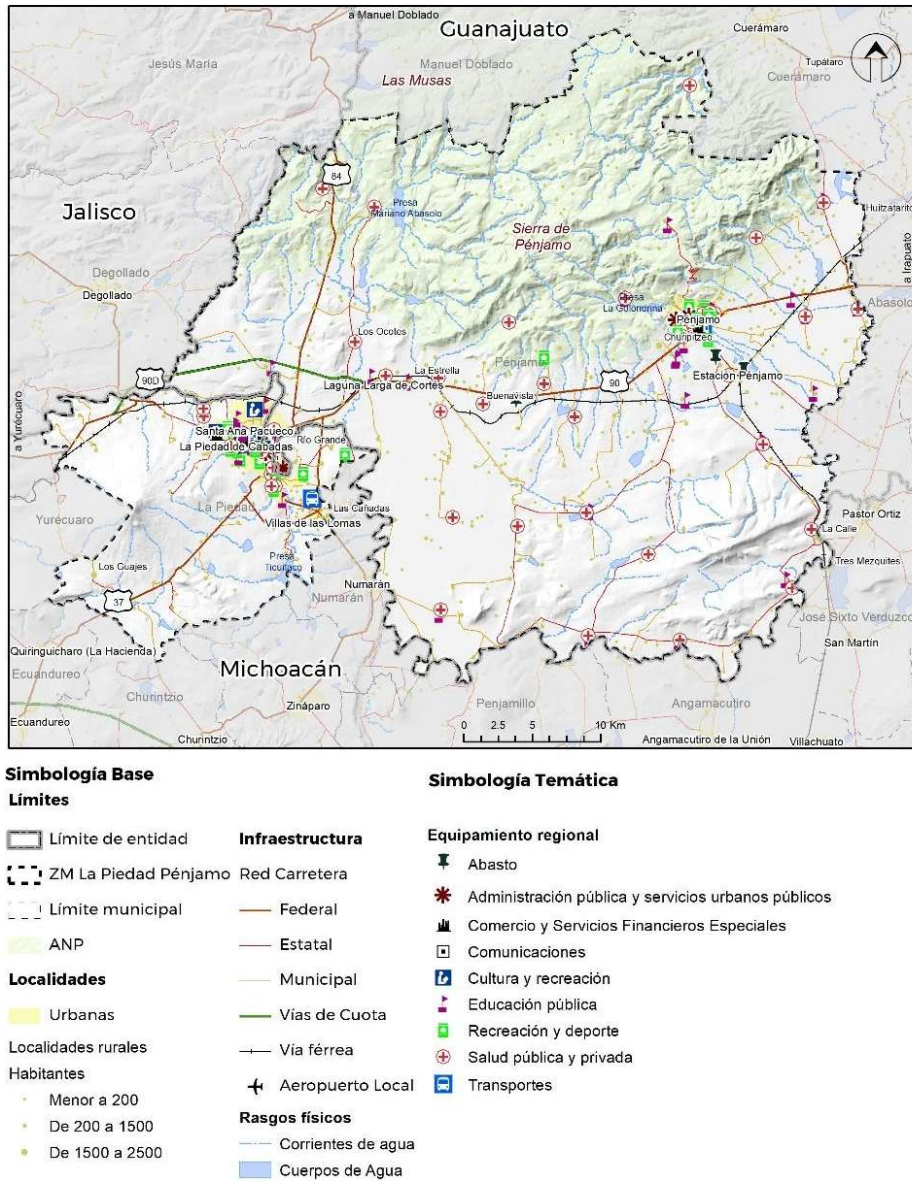 a Manuel Doblado
Guanajuato
Cuerámaro
Jesús María
Manuel Doblado
Tupátaro
Las Musas
Cuerámaro
84
Presa
Mariano Abasolo
Huitzatarito
Jalisco
Sierra de
Pénjamo
a Irapuato
Degollado
Degollado
Presa
La Golondrina
Abasolo
Pénjamo
Churipitzeo
Los Ocotes
Pénjamo
La Estrella
Estación Pénjamo
90D
Laguna Larga de Cortés
90
Buenavista
a Yurécuaro
Santa Ana Pacueco
La Piedad de Cabadas
Río Grande
Yurécuaro
La Piedad
Las Cañadas
Villas de las Lomas
Pastor Ortiz
La Calle
Presa
Ticuitaco
Los Guajes
Numarán
Tres Mezquites
37
Numarán
José Sixto Verduzco
Quiringuicharo (La Hacienda)
Michoacán
San Martín
Ecuandureo
Churintzio
Zináparo
Penjamillo
Angamacutiro
Ecuandureo
0 2.5 5 10 Km
Churintzio
Angamacutiro de la Unión
Villachuato
Simbología Base
Límites
Límite de entidad
ZM La Piedad Pénjamo
Límite municipal
ANP
Localidades
Urbanas
Localidades rurales
Habitantes
Menor a 200
De 200 a 1500
De 1500 a 2500
Infraestructura
Red Carretera
Federal
Estatal
Municipal
Vías de Cuota
Vía férrea
Aeropuerto Local
Rasgos físicos
Corrientes de agua
Cuerpos de Agua
Simbología Temática
Equipamiento regional
Abasto
Administración pública y servicios urbanos públicos
Comercio y Servicios Financieros Especiales
Comunicaciones
Cultura y recreación
Educación pública
Recreación y deporte
Salud pública y privada
Transportes